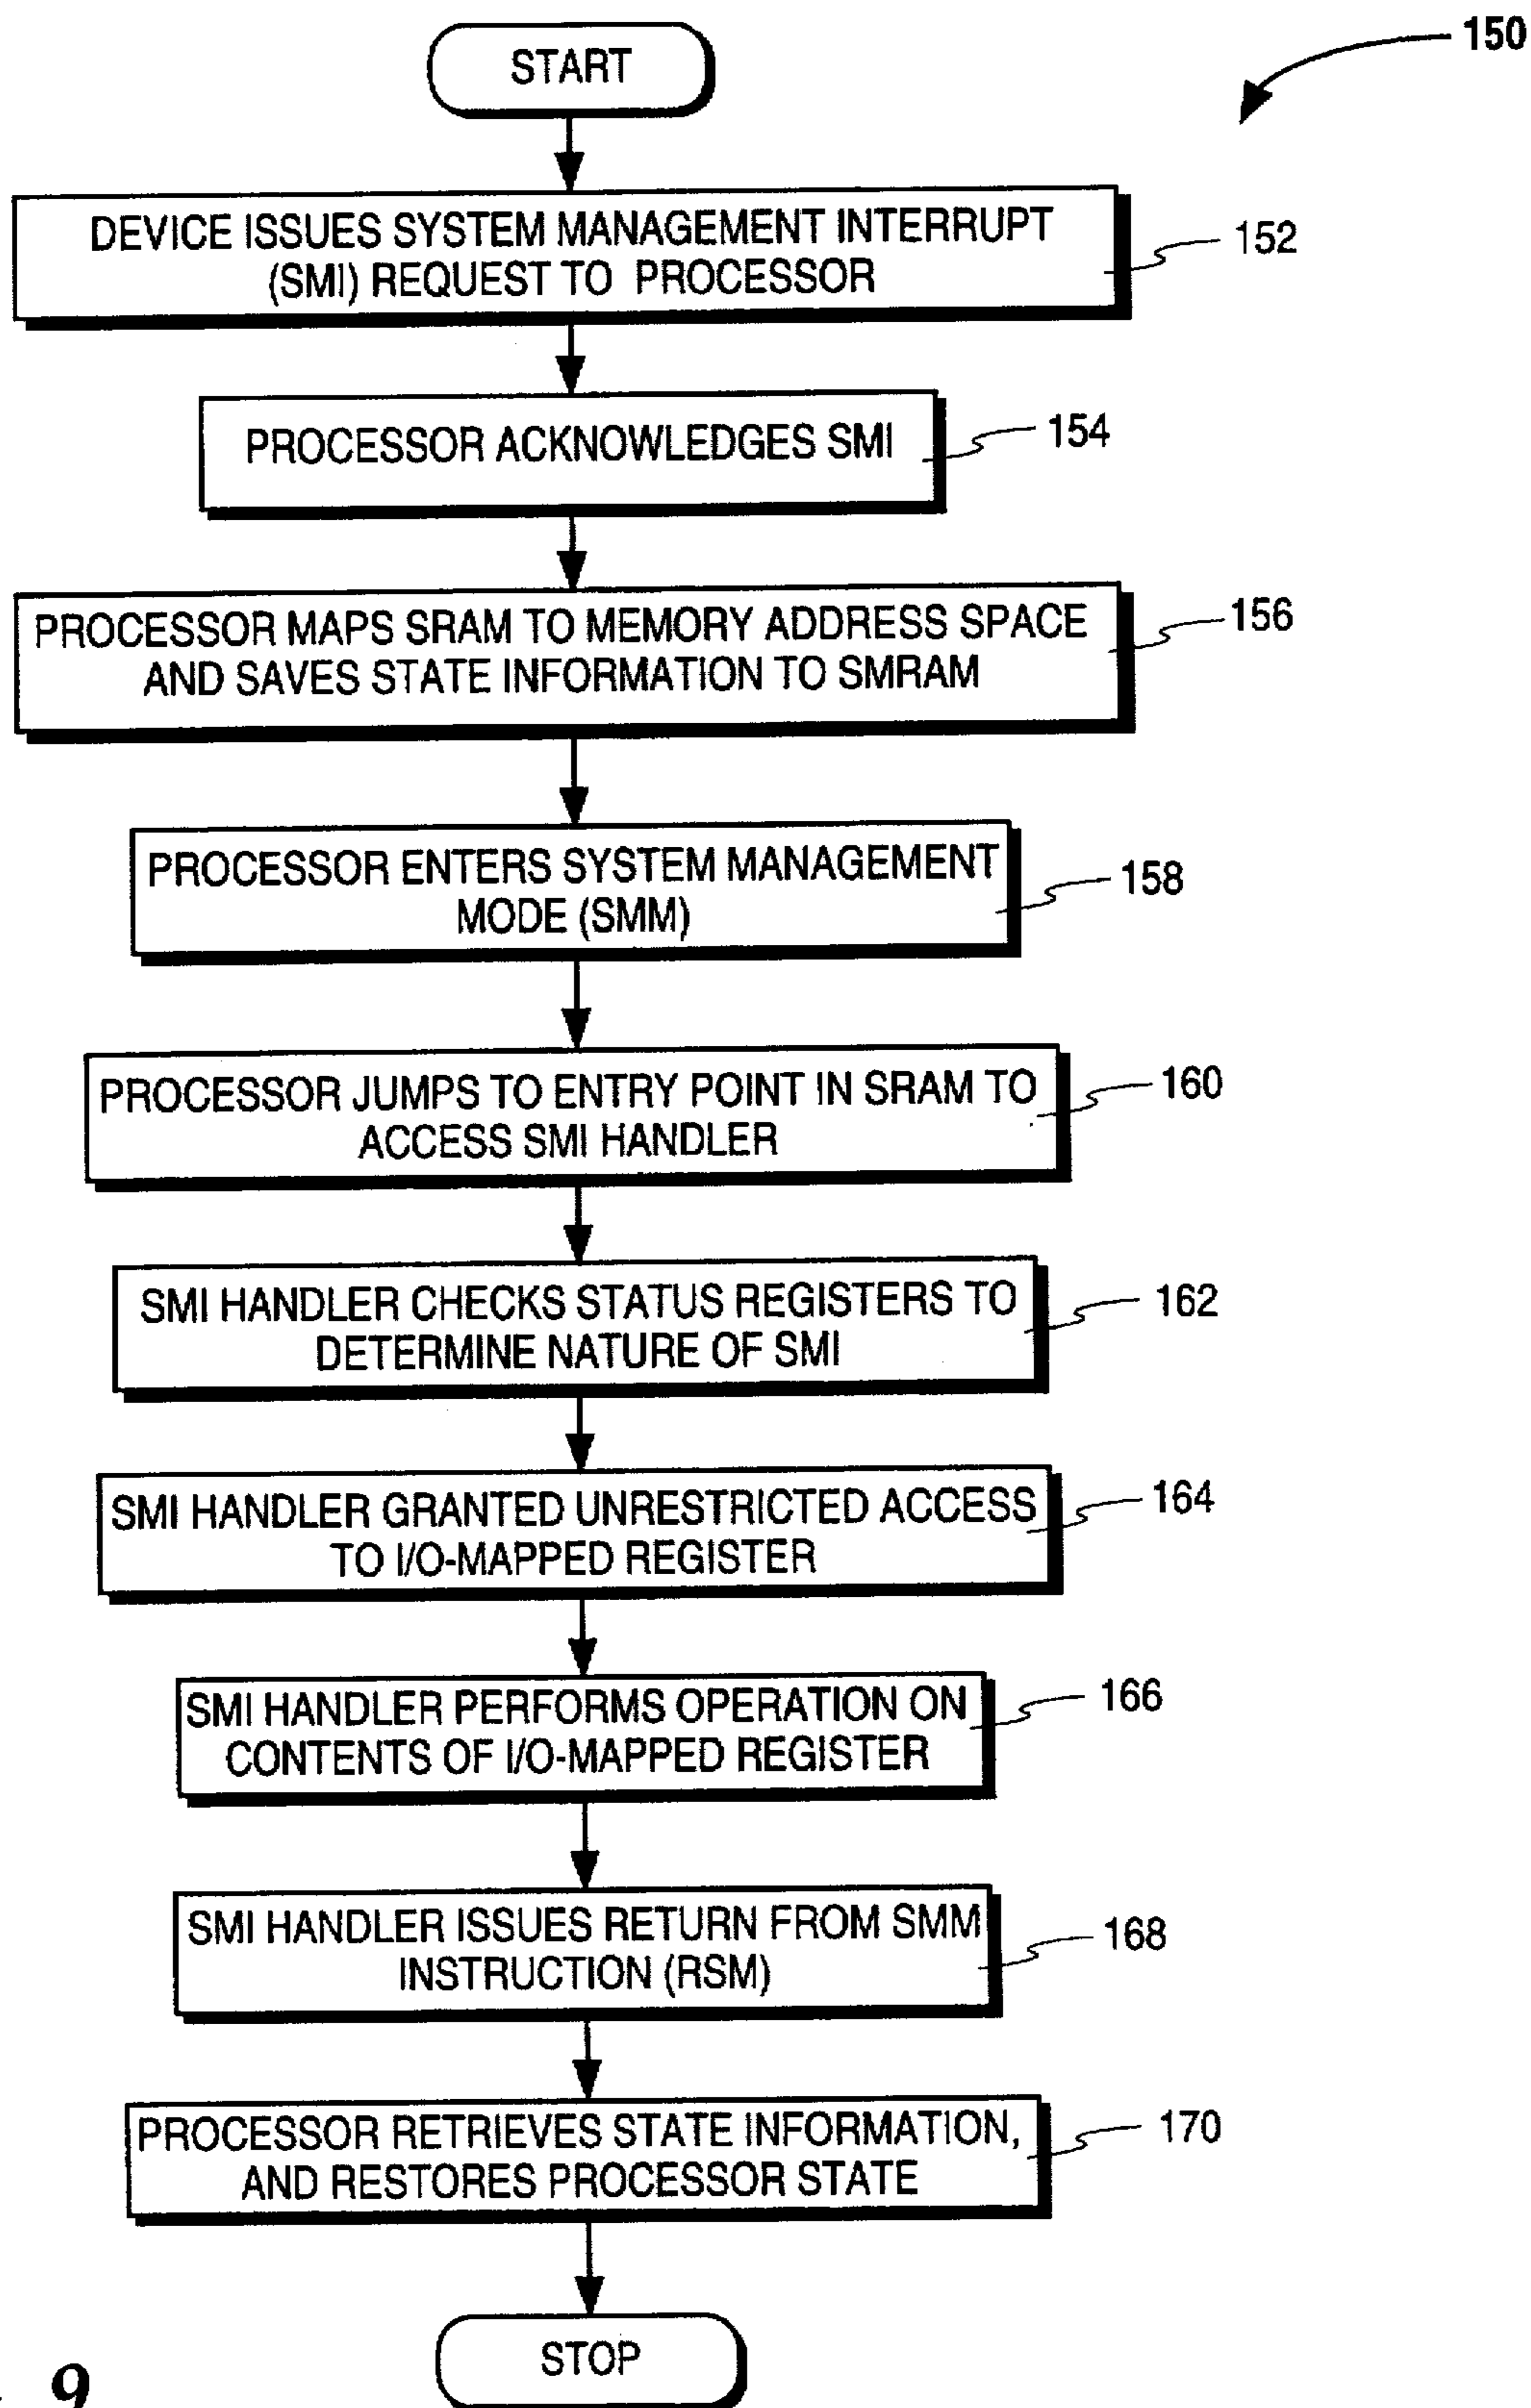 150
START
DEVICE ISSUES SYSTEM MANAGEMENT INTERRUPT
(SMI) REQUEST TO PROCESSOR
152
PROCESSOR ACKNOWLEDGES SMI
154
PROCESSOR MAPS SRAM TO MEMORY ADDRESS SPACE
AND SAVES STATE INFORMATION TO SMRAM
156
PROCESSOR ENTERS SYSTEM MANAGEMENT
MODE (SMM)
158
PROCESSOR JUMPS TO ENTRY POINT IN SRAM TO
ACCESS SMI HANDLER
160
SMI HANDLER CHECKS STATUS REGISTERS TO
DETERMINE NATURE OF SMI
162
SMI HANDLER GRANTED UNRESTRICTED ACCESS
TO I/O-MAPPED REGISTER
164
SMI HANDLER PERFORMS OPERATION ON
CONTENTS OF I/O-MAPPED REGISTER
166
SMI HANDLER ISSUES RETURN FROM SMM
INSTRUCTION (RSM)
168
PROCESSOR RETRIEVES STATE INFORMATION,
AND RESTORES PROCESSOR STATE
170
STOP
9